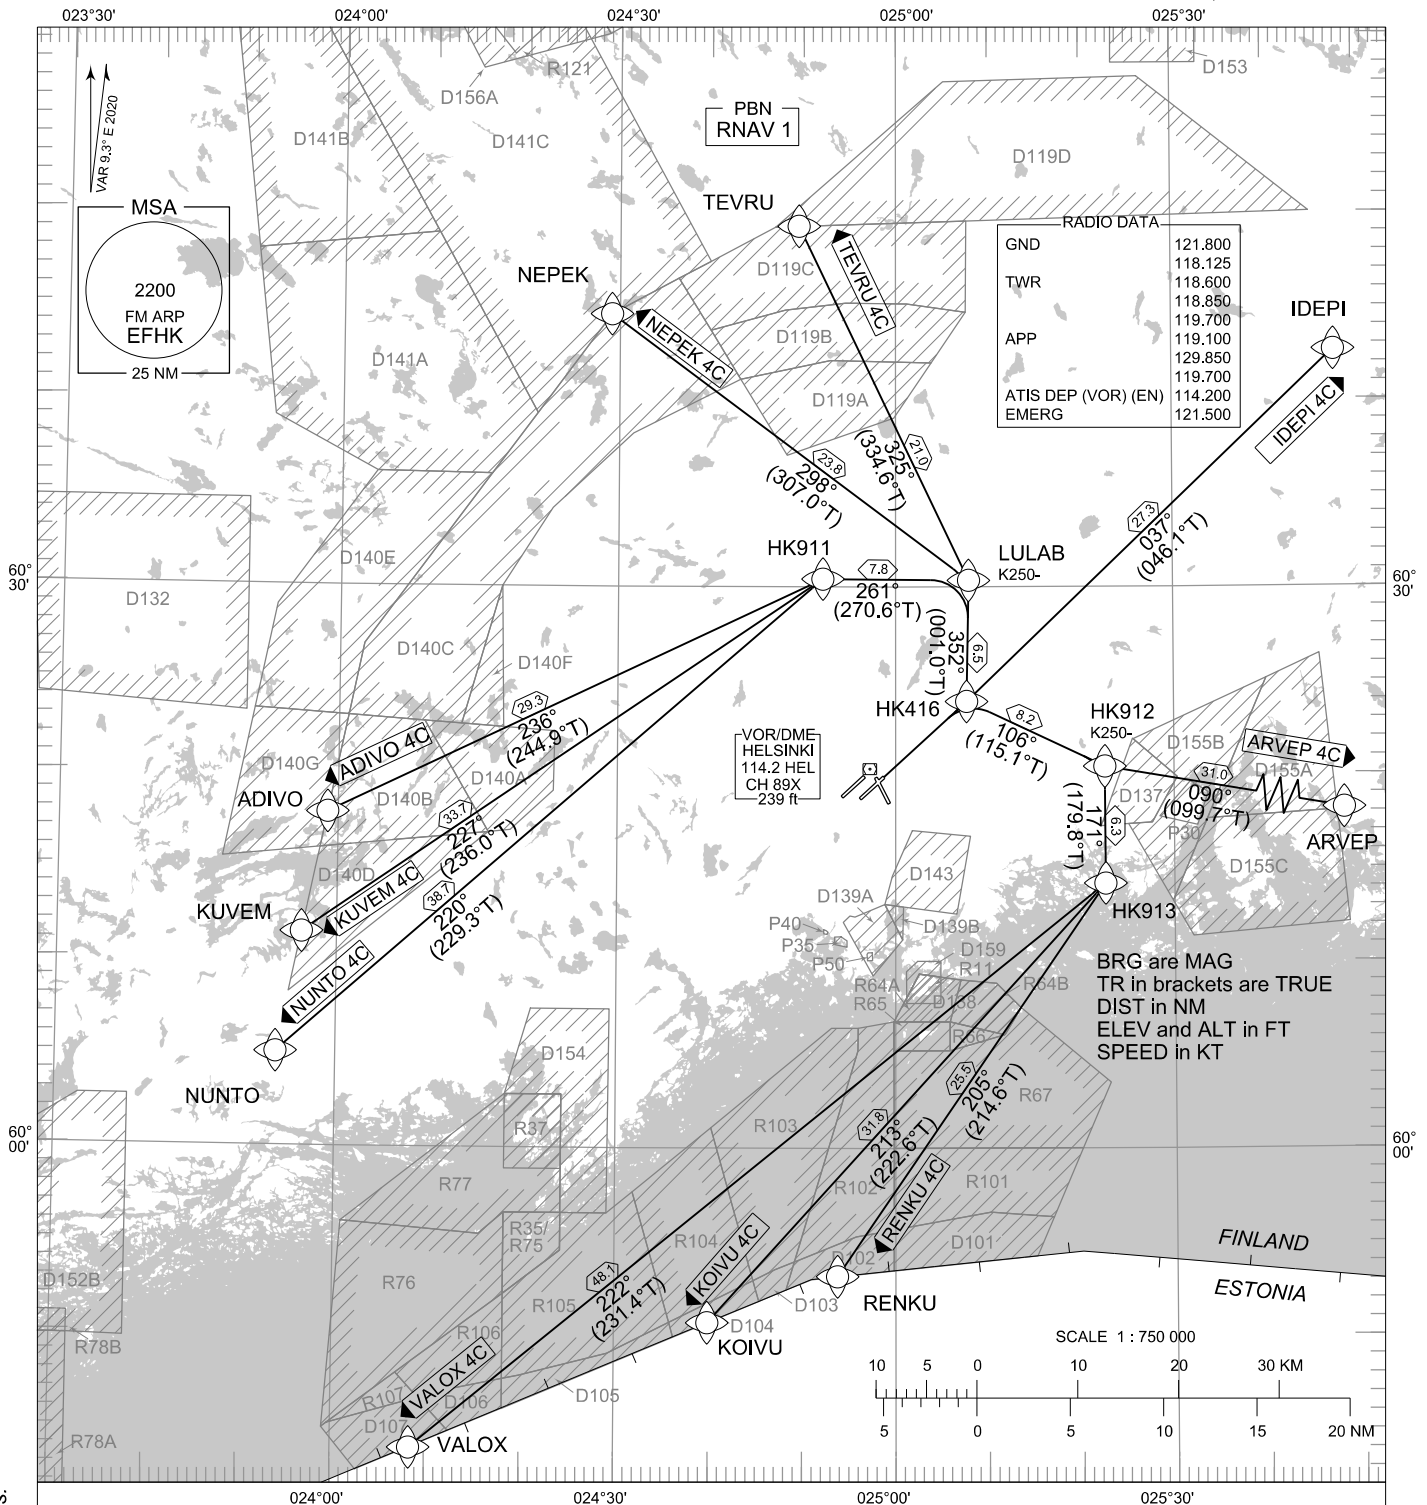 023°30'
024°00'
024°30'
025°00'
025°30'
VAR 9.3° E 2020
D156A
R121
D141B
D141C
D153
PBN
RNAV 1
D119D
MSA
2200
FM ARP
EFHK
25 NM
TEVRU
TEVRU 4C
NEPEK
NEPEK 4C
D119C
D119B
D119A
D141A
RADIO DATA
GND 121.800
118.125
TWR 118.600
118.850
119.700
APP 119.100
129.850
119.700
ATIS DEP (VOR) (EN) 114.200
EMERG 121.500
IDEPI
IDEPI 4C
23.8
298°
(307.0°T)
21.0
325°
(334.6°T)
27.3
037°
(046.1°T)
HK911
LULAB
K250-
7.8
261°
(270.6°T)
6.5
352°
(001.0°T)
60°
30'
60°
30'
D132
D140E
D140C
D140F
HK416
8.2
106°
(115.1°T)
HK912
K250-
VOR/DME
HELSINKI
114.2 HEL
CH 89X
239 ft
29.3
236°
(244.9°T)
ADIVO 4C
ADIVO
D140G
D140B
D140A
D140D
33.7
227°
(236.0°T)
KUVEM
KUVEM 4C
38.7
220°
(229.3°T)
NUNTO 4C
NUNTO
D155B
D155A
ARVEP 4C
31.0
090°
(099.7°T)
D137
P30
D155C
ARVEP
6.3
171°
(179.8°T)
HK913
D143
D139A
D139B
P40
P35
P50
D159
R11
R64A
R64B
R65
D138
R66
BRG are MAG
TR in brackets are TRUE
DIST in NM
ELEV and ALT in FT
SPEED in KT
D154
R37
R77
R35/
R75
R76
R103
R67
R102
R101
R104
R105
R106
R107
D101
D102
D103
D104
D105
D106
D107
25.5
205°
(214.6°T)
31.8
213°
(222.6°T)
48.1
222°
(231.4°T)
RENKU 4C
RENKU
KOIVU 4C
KOIVU
VALOX 4C
VALOX
60°
00'
60°
00'
D152B
R78B
R78A
FINLAND
ESTONIA
SCALE 1 : 750 000
10 5 0 10 20 30 KM
5 0 5 10 15 20 NM
024°00'
024°30'
025°00'
025°30'